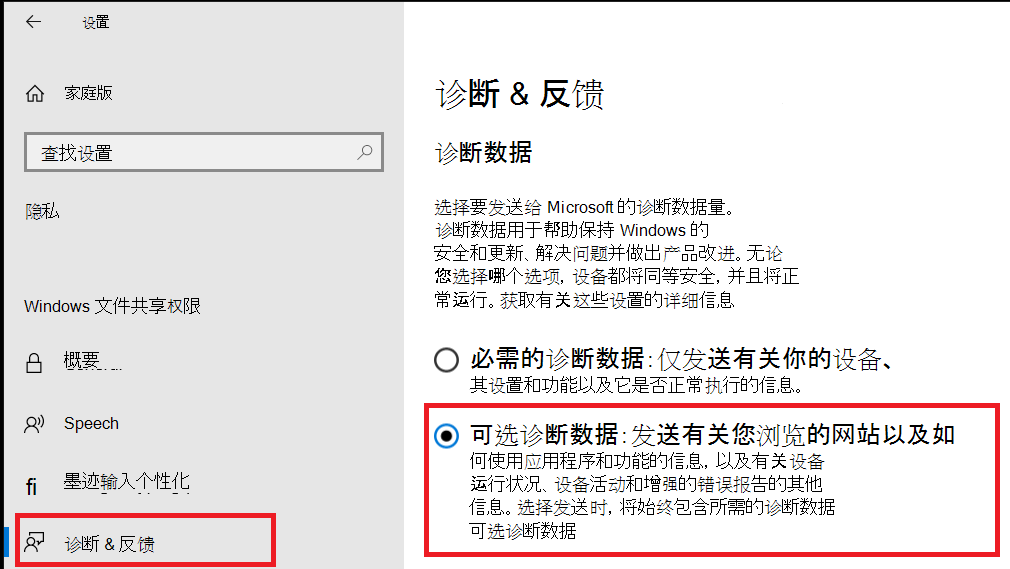 设置
家庭版
查找设置
隐私
Windows 文件共享权限
概要
Speech
fi 墨迹输入个性化
诊断 & 反馈
诊断 & 反馈
诊断数据
选择要发送给 Microsoft 的诊断数据量。
诊断数据用于帮助保持 Windows 的
安全和更新、解决问题并做出产品改进。无论
您选择哪个选项, 设备都将同等安全, 并且将正
常运行。获取有关这些设置的详细信息
必需的诊断数据: 仅发送有关你的设备、
其设置和功能以及它是否正常执行的信息。
可选诊断数据: 发送有关您浏览的网站以及如
何使用应用程序和功能的信息, 以及有关设备
运行状况、设备活动和增强的错误报告的其他
信息。选择发送时, 将始终包含所需的诊断数据
可选诊断数据